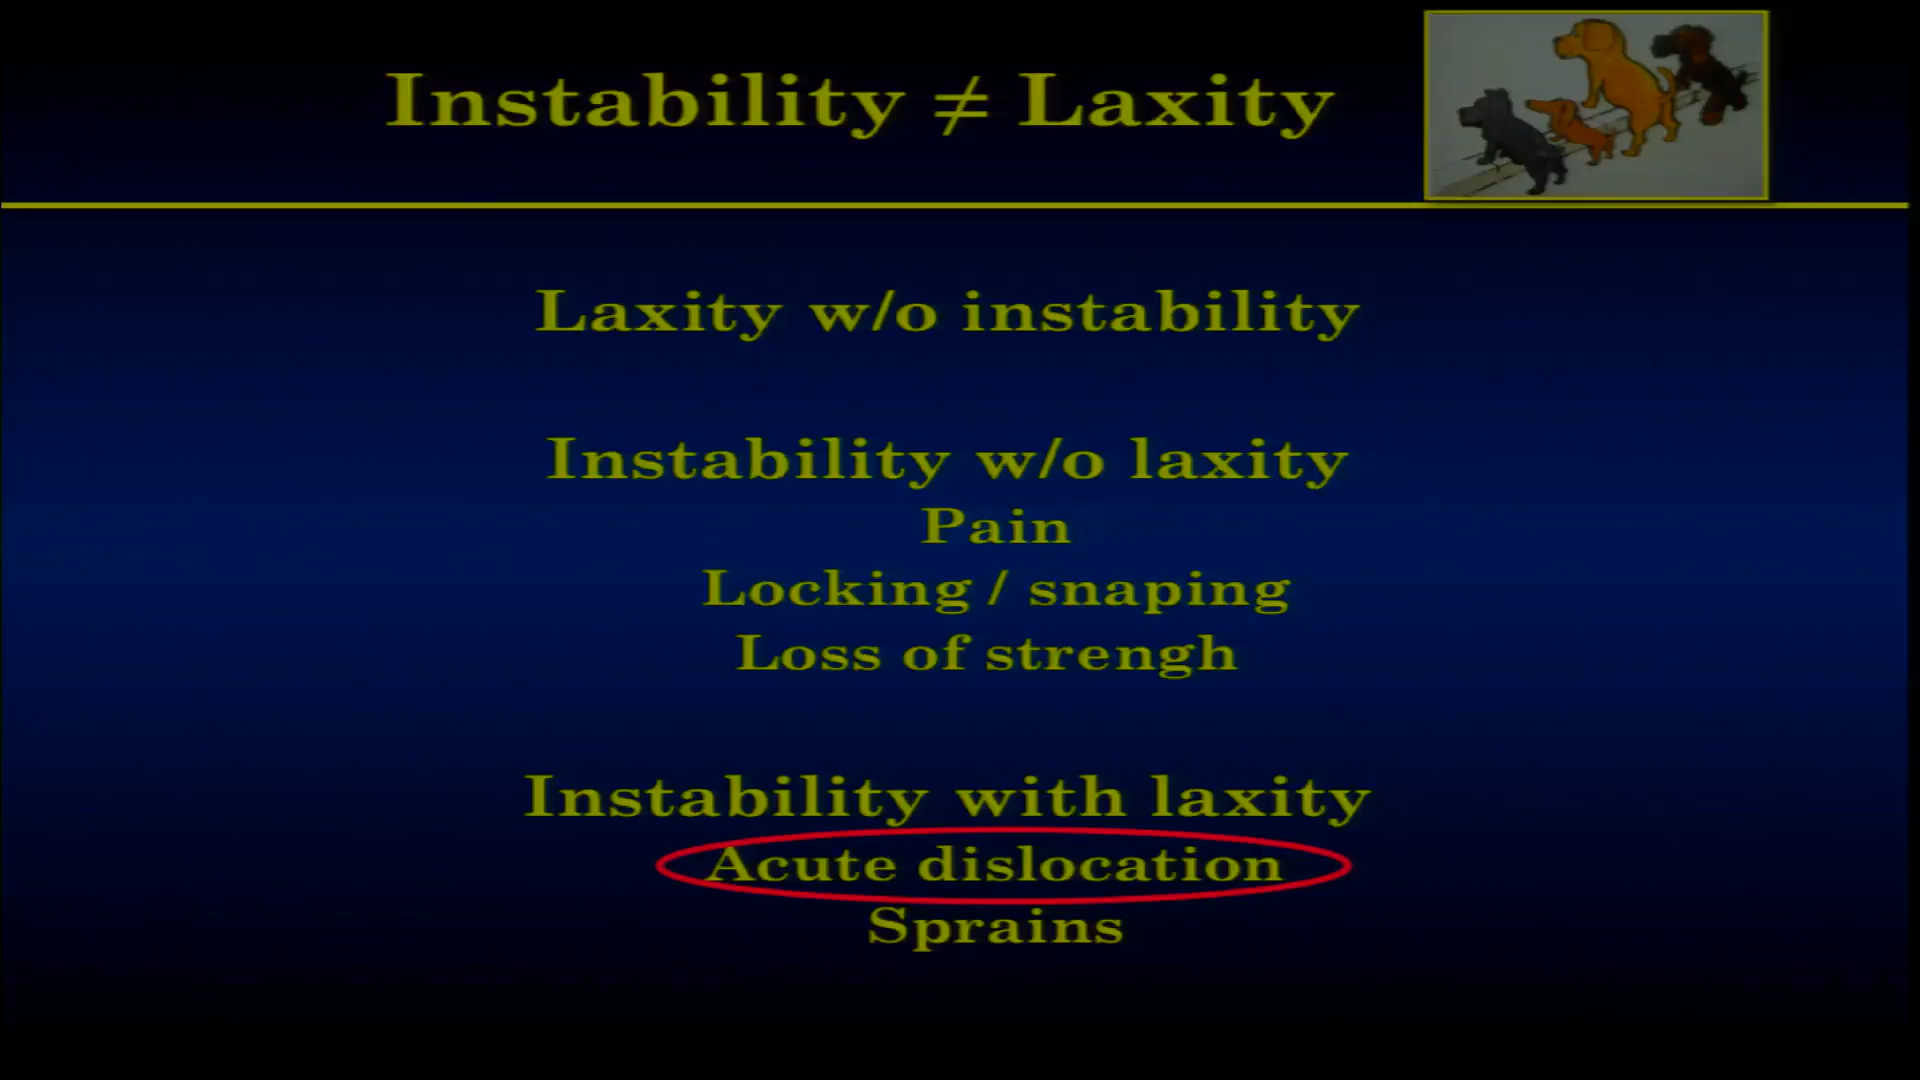 Instability ≠ Laxity
Laxity w/o instability
Instability w/o laxity
Pain
Locking / snaping
Loss of strengh
Instability with laxity
Acute dislocation
Sprains